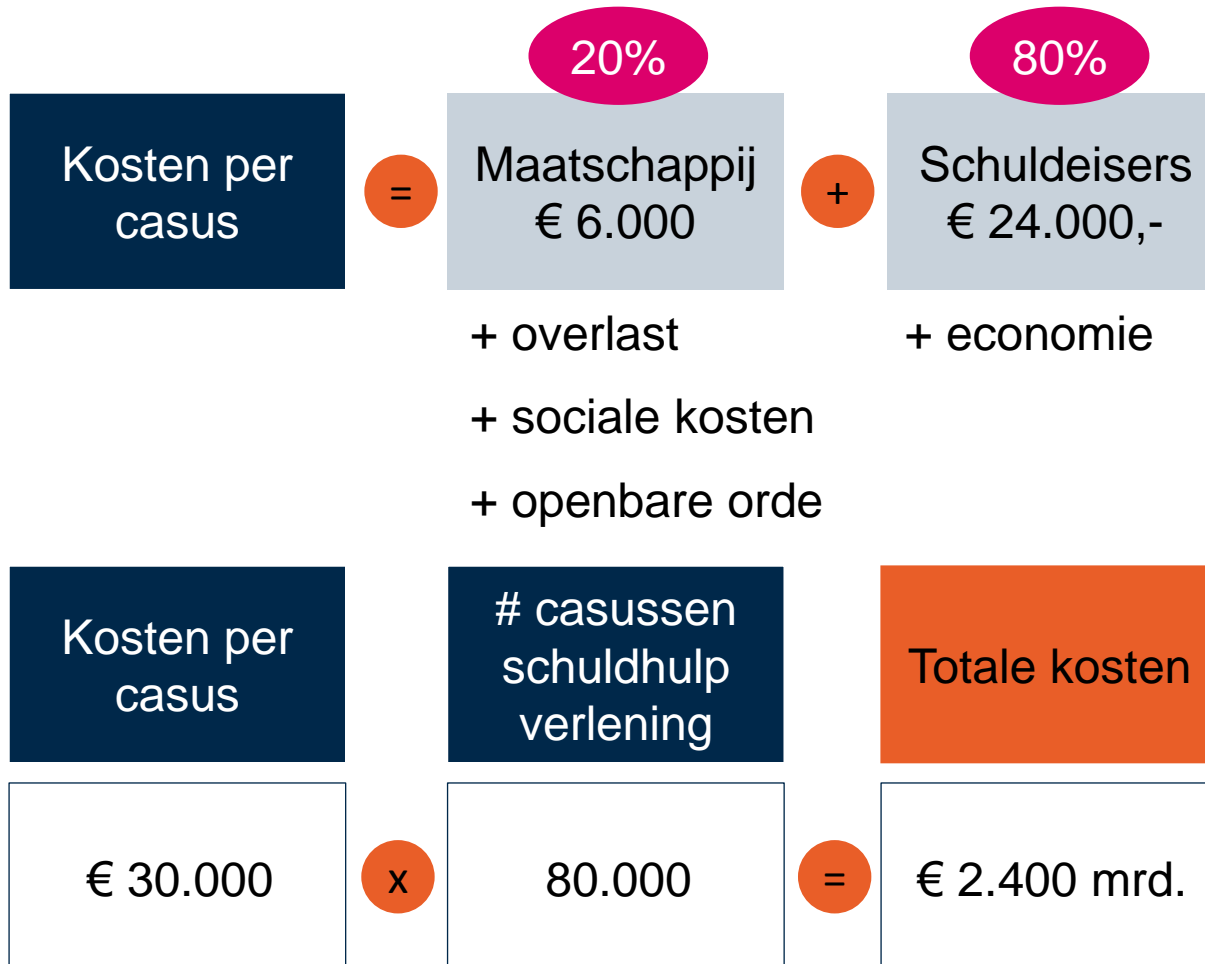 20%
80%
Kosten per
casus
=
Maatschappij
€ 6.000
+
Schuldeisers
€ 24.000,-
+ overlast
+ economie
+ sociale kosten
+ openbare orde
Kosten per
casus
# casussen
schuldhulp
verlening
Totale kosten
€ 30.000
x
80.000
=
€ 2.400 mrd.